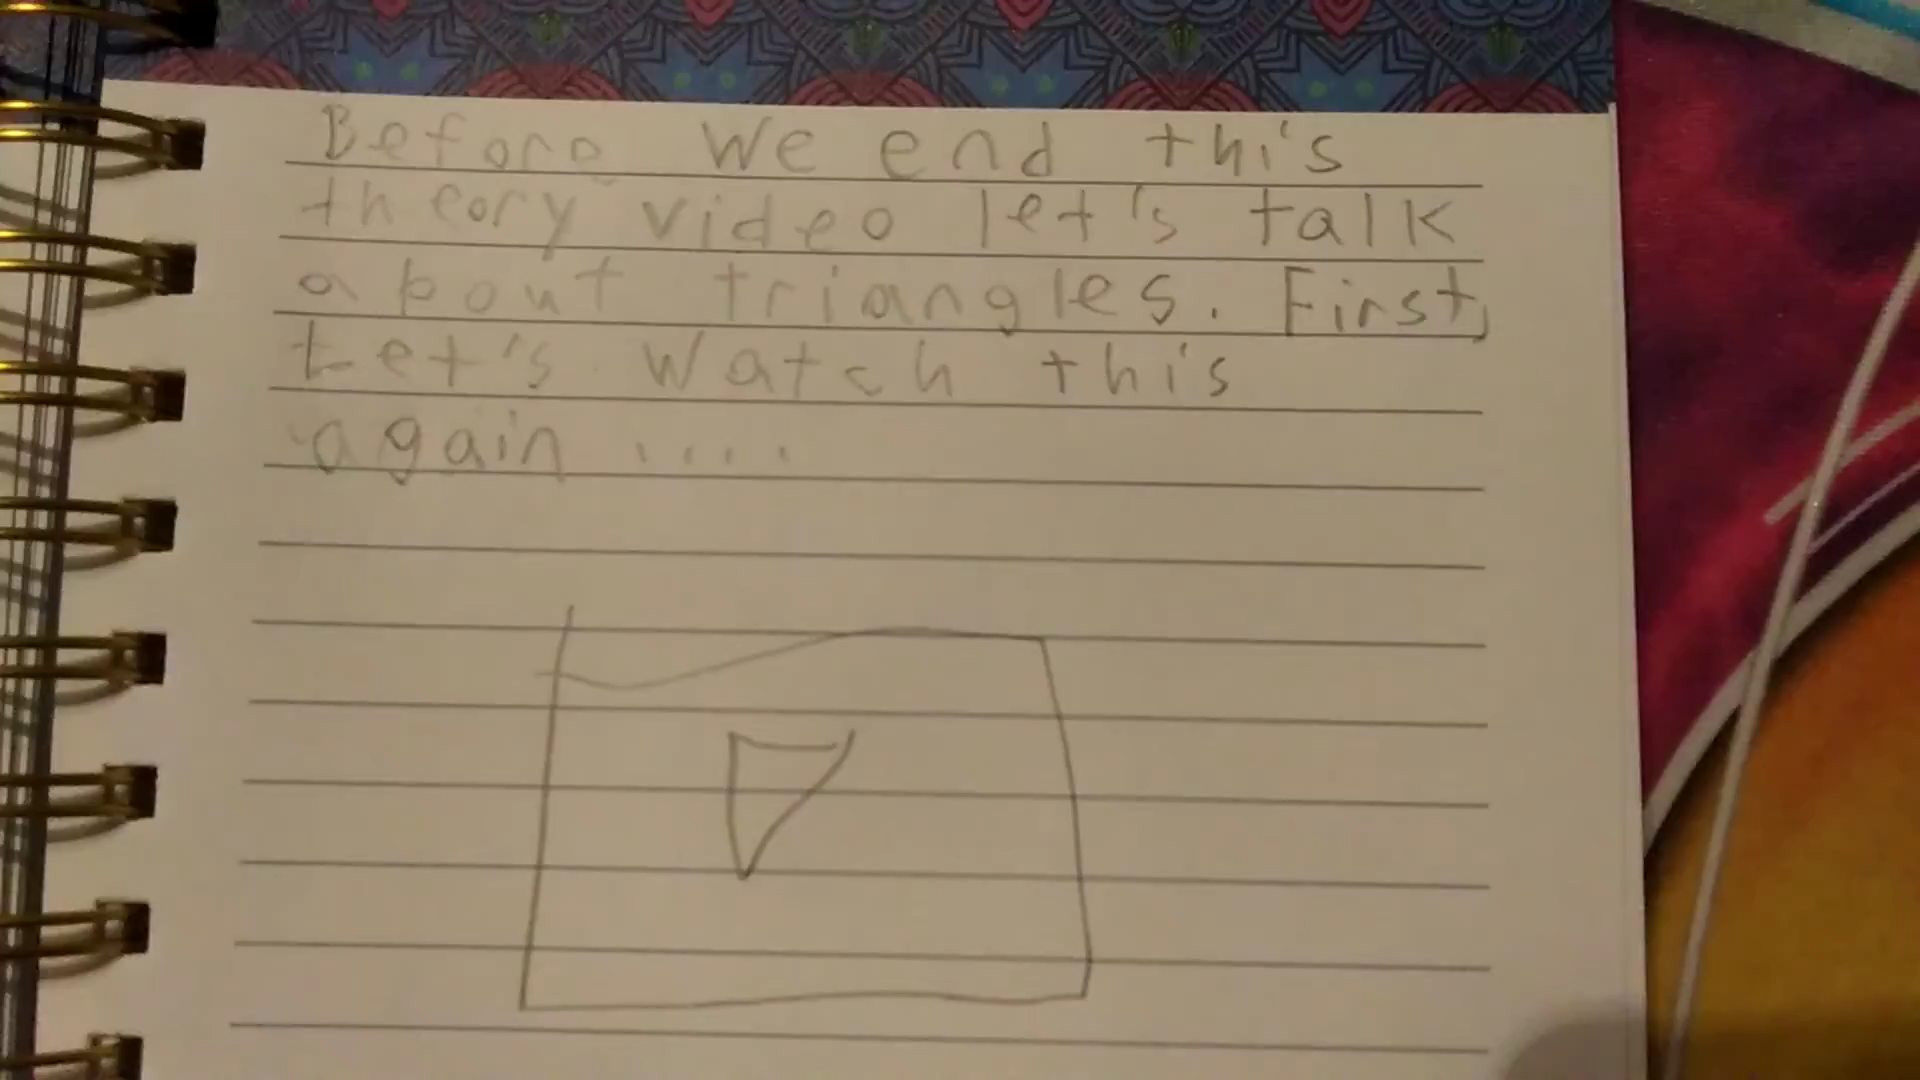 Before we end this
theory video let's talk
about triangles. First,
Let's watch this
again ....